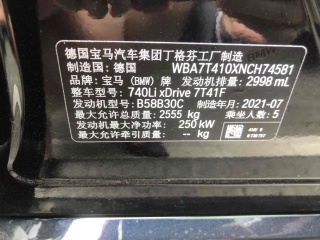 德国宝马汽车集团丁格芬工厂制造
制造国：德国 WBA7T410XNCH74581
品牌：宝马（BMW）牌 发动机排量：2998 mL
整车型号：740Li xDrive 7T41F
发动机型号：B58B30C 制造年月：2021-07
最大允许总质量：2555 kg 乘坐人数：5
发动机最大净功率：250 kW
最大允许牵引质量：-- kg